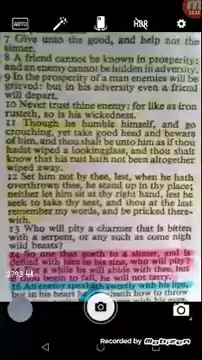 HDR
7 Give unto the good, and help not the
sinner.
8 A friend cannot be known in prosperity:
and an enemy cannot be hidden in adversity.
9 In the prosperity of a man enemies will be
grieved: but in his adversity even a friend
will depart.
10 Never trust thine enemy: for like as iron
rusteth, so is his wickedness.
11 Though he humble himself, and go
crouching, yet take good heed and beware
of him, and thou shalt be unto him as if thou
hadst wiped a lookingglass, and thou shalt
know that his rust hath not been altogether
wiped away.
12 Set him not by thee, lest, when he hath
overthrown thee, he stand up in thy place;
neither let him sit at thy right hand, lest he
seek to take thy seat, and thou at the last
remember my words, and be pricked there-
with.
13 Who will pity a charmer that is bitten
with a serpent, or any such as come nigh
wild beasts?
14 So one that goeth to a sinner, and is
defiled with him in his sins, who will pity?
a while he will abide with thee, but
thou begin to fall, he will not tarry.
16 An enemy speaketh sweetly with his lips,
but in his heart he how to throw
Recorded by